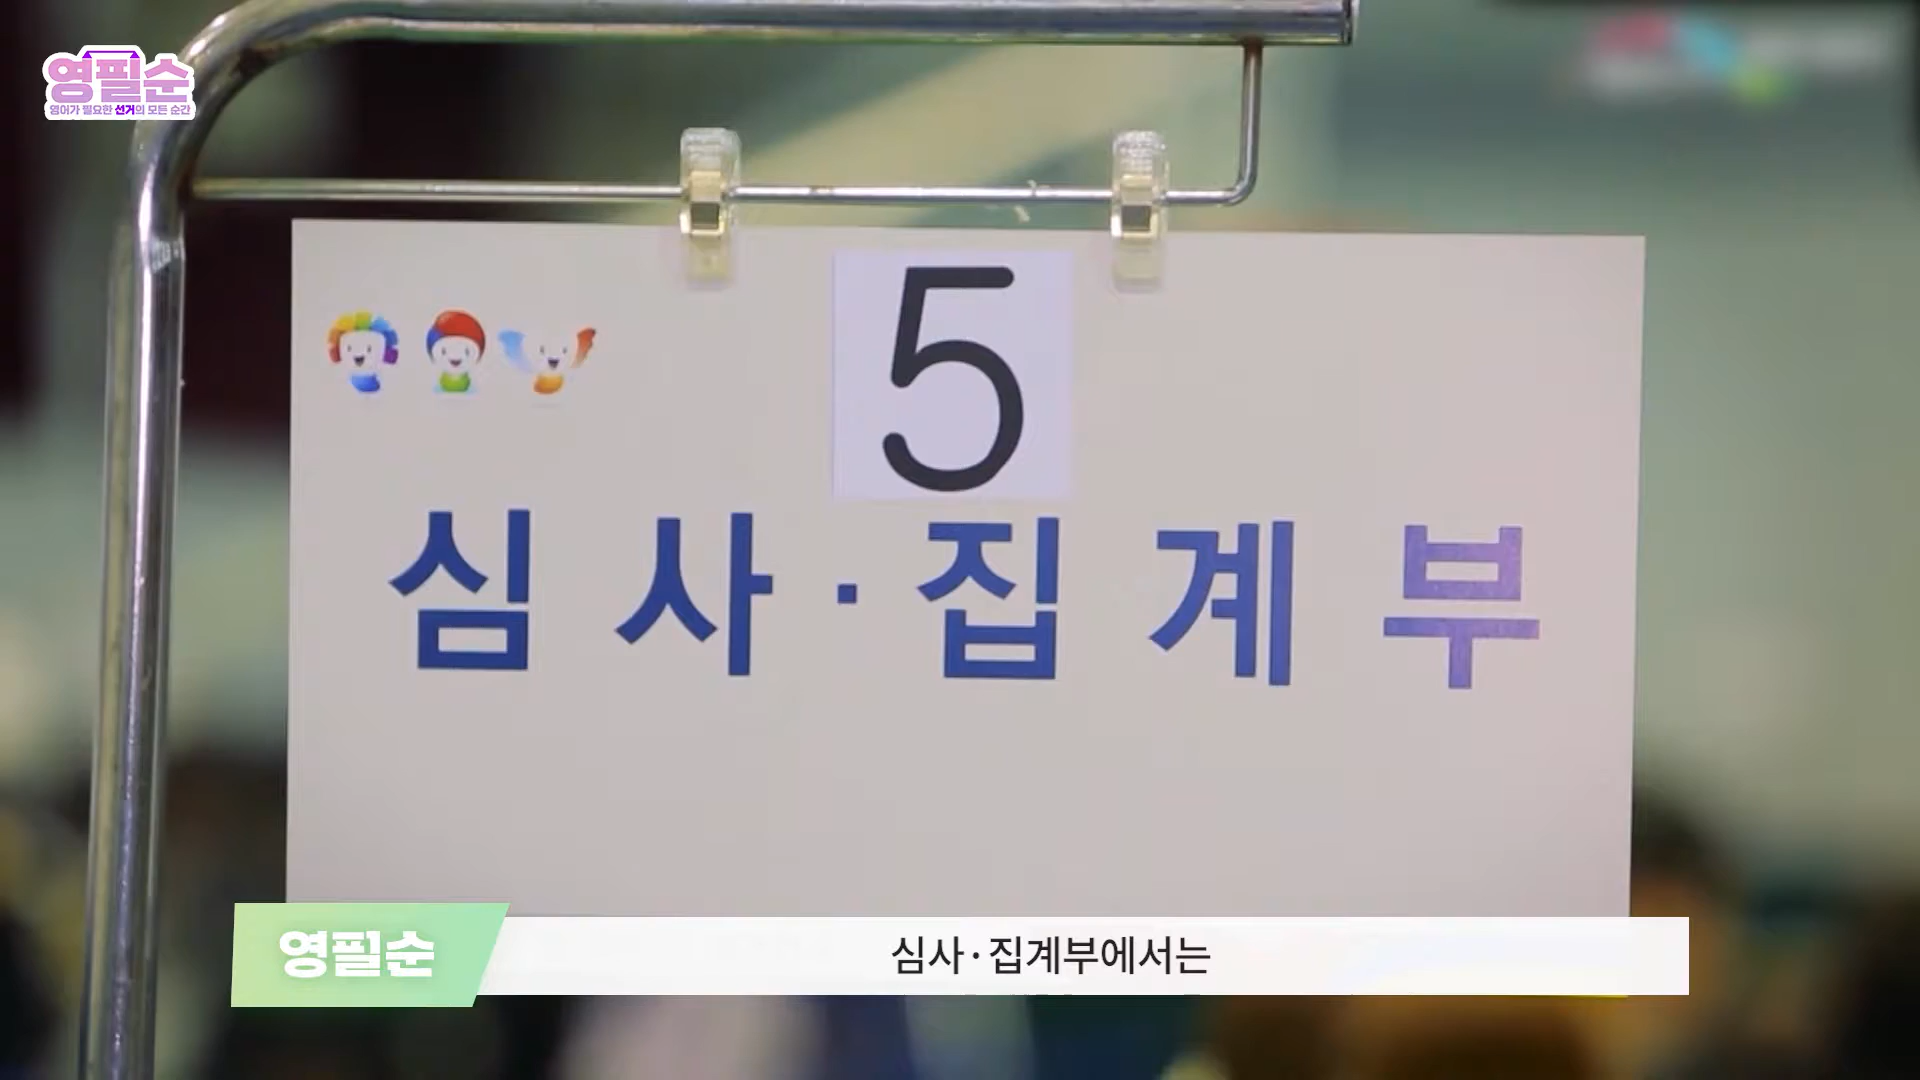 영필순
영어가 필요한 선거의 모든 순간
5
심사·집계부
영필순
심사·집계부에서는